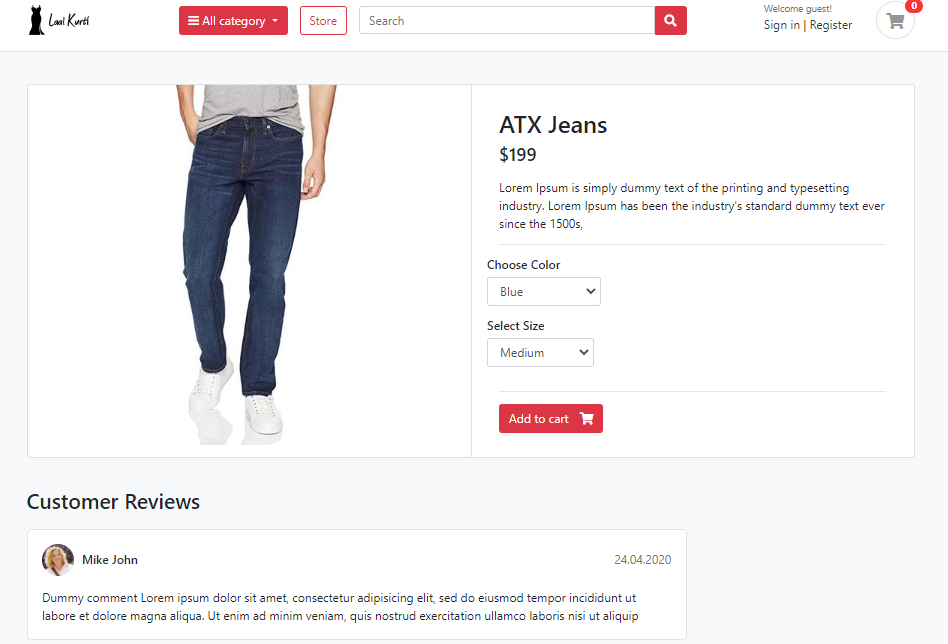 Laal Kurti
All category
Store
Search
Welcome guest!
Sign in | Register
0
ATX Jeans
$199
Lorem Ipsum is simply dummy text of the printing and typesetting
industry. Lorem Ipsum has been the industry's standard dummy text ever
since the 1500s,
Choose Color
Blue
Select Size
Medium
Add to cart
Customer Reviews
Mike John
24.04.2020
Dummy comment Lorem ipsum dolor sit amet, consectetur adipisicing elit, sed do eiusmod tempor incididunt ut
labore et dolore magna aliqua. Ut enim ad minim veniam, quis nostrud exercitation ullamco laboris nisi ut aliquip